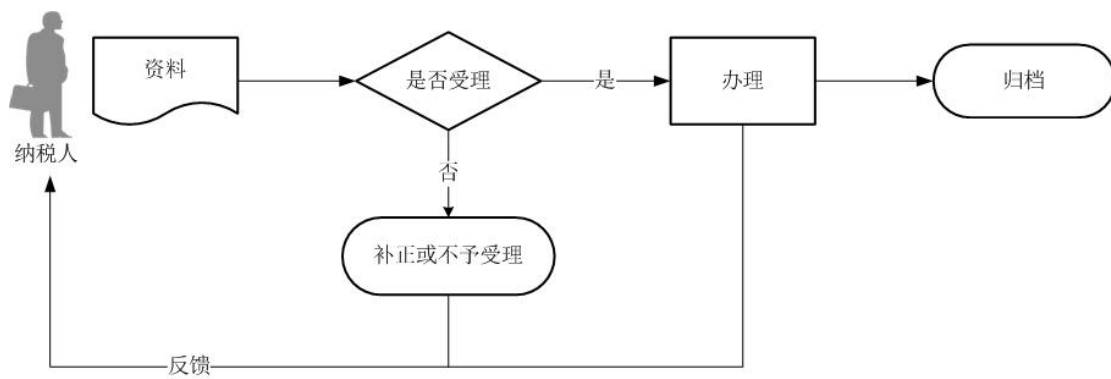 资料
是否受理
是
办理
归档
纳税人
否
补正或不予受理
反馈